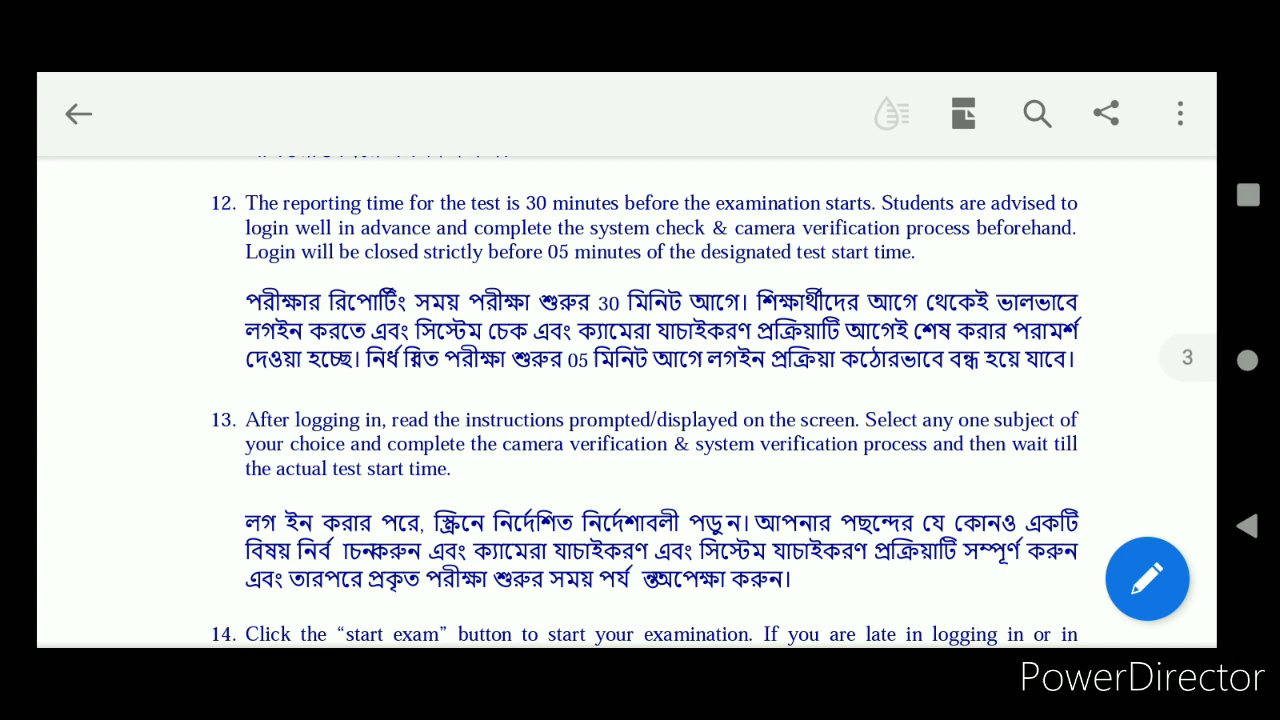 12. The reporting time for the test is 30 minutes before the examination starts. Students are advised to
login well in advance and complete the system check & camera verification process beforehand.
Login will be closed strictly before 05 minutes of the designated test start time.
পরীক্ষার রিপোর্টিং সময় পরীক্ষা শুরুর 30 মিনিট আগে। শিক্ষার্থীদের আগে থেকেই ভালভাবে
লগইন করতে এবং সিস্টেম চেক এবং ক্যামেরা যাচাইকরণ প্রক্রিয়াটি আগেই শেষ করার পরামর্শ
দেওয়া হচ্ছে। নির্ধারিত পরীক্ষা শুরুর 05 মিনিট আগে লগইন প্রক্রিয়া কঠোরভাবে বন্ধ হয়ে যাবে।
3
13. After logging in, read the instructions prompted/displayed on the screen. Select any one subject of
your choice and complete the camera verification & system verification process and then wait till
the actual test start time.
লগ ইন করার পরে, স্ক্রিনে নির্দেশিত নির্দেশাবলী পড়ুন। আপনার পছন্দের যে কোনও একটি
বিষয় নির্বাচন করুন এবং ক্যামেরা যাচাইকরণ এবং সিস্টেম যাচাইকরণ প্রক্রিয়াটি সম্পূর্ণ করুন
এবং তারপরে প্রকৃত পরীক্ষা শুরুর সময় পর্যন্ত অপেক্ষা করুন।
14. Click the “start exam” button to start your examination. If you are late in logging in or in
PowerDirector